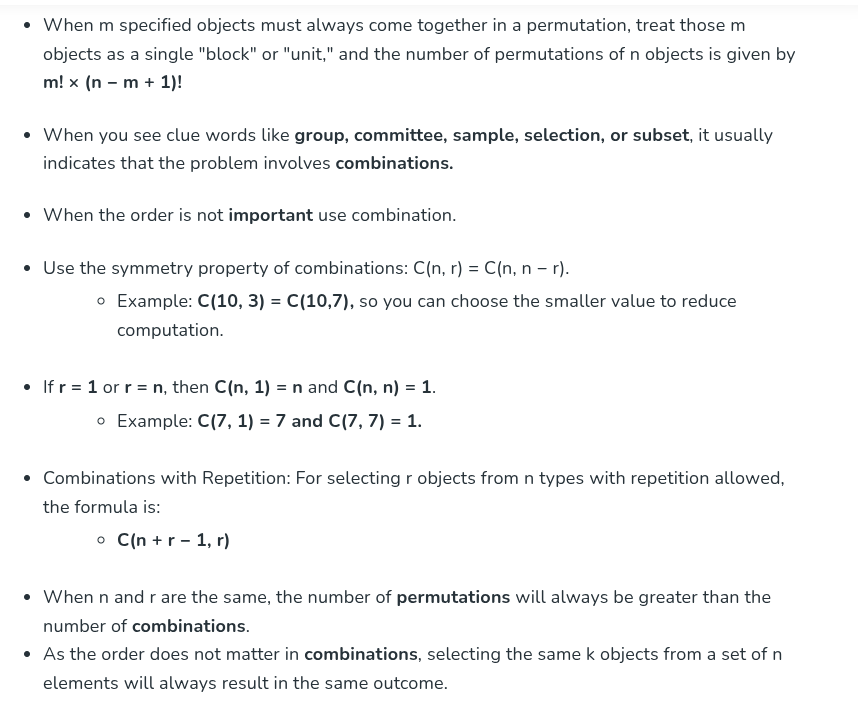 • When m specified objects must always come together in a permutation, treat those m
objects as a single "block" or "unit," and the number of permutations of n objects is given by
m! × (n − m + 1)!
• When you see clue words like group, committee, sample, selection, or subset, it usually
indicates that the problem involves combinations.
• When the order is not important use combination.
• Use the symmetry property of combinations: C(n, r) = C(n, n − r).
○ Example: C(10, 3) = C(10,7), so you can choose the smaller value to reduce
computation.
• If r = 1 or r = n, then C(n, 1) = n and C(n, n) = 1.
○ Example: C(7, 1) = 7 and C(7, 7) = 1.
• Combinations with Repetition: For selecting r objects from n types with repetition allowed,
the formula is:
○ C(n + r − 1, r)
• When n and r are the same, the number of permutations will always be greater than the
number of combinations.
• As the order does not matter in combinations, selecting the same k objects from a set of n
elements will always result in the same outcome.